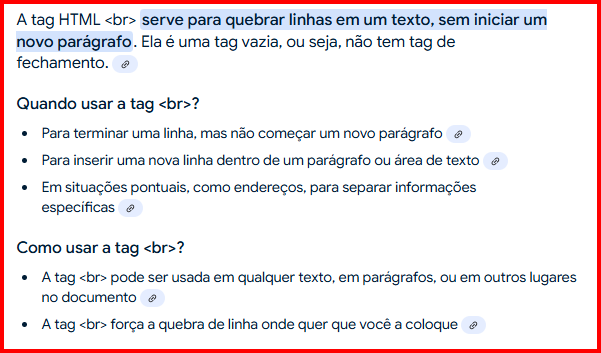 A tag HTML <br> serve para quebrar linhas em um texto, sem iniciar um
novo parágrafo. Ela é uma tag vazia, ou seja, não tem tag de
fechamento.
Quando usar a tag <br>?
• Para terminar uma linha, mas não começar um novo parágrafo
• Para inserir uma nova linha dentro de um parágrafo ou área de texto
• Em situações pontuais, como endereços, para separar informações
específicas
Como usar a tag <br>?
• A tag <br> pode ser usada em qualquer texto, em parágrafos, ou em outros lugares
no documento
• A tag <br> força a quebra de linha onde quer que você a coloque